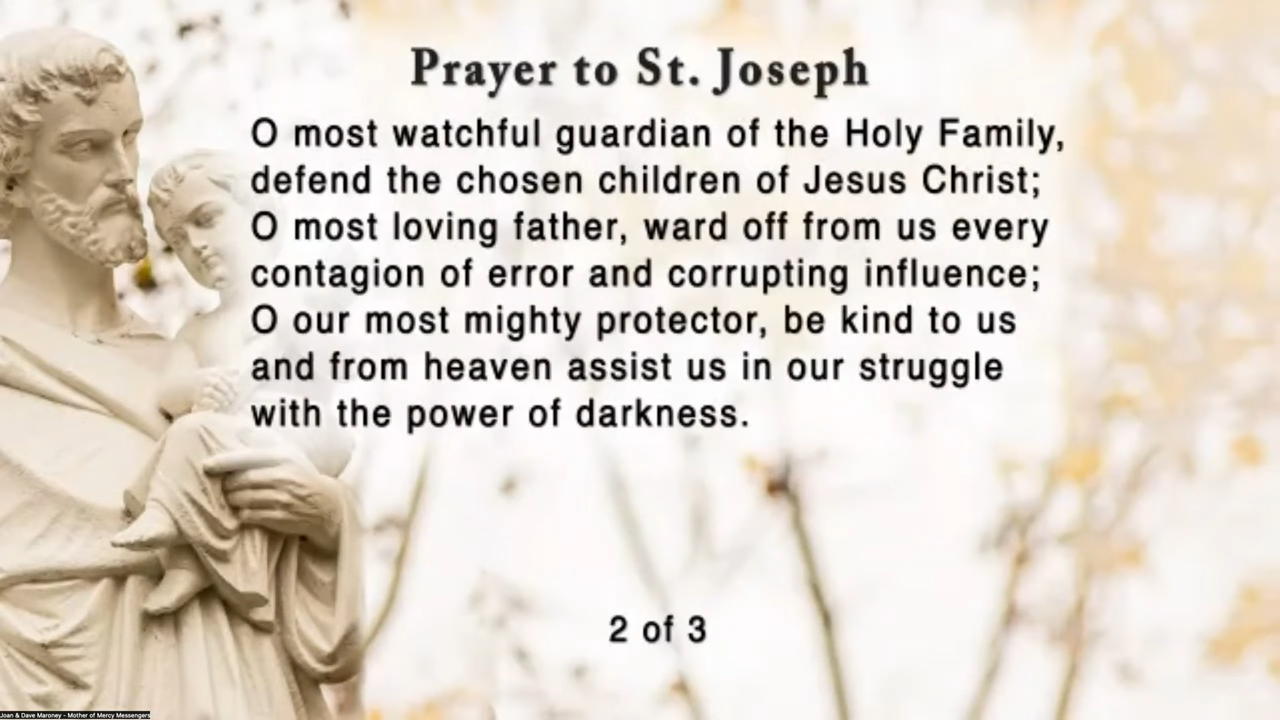 Prayer to St. Joseph
O most watchful guardian of the Holy Family,
defend the chosen children of Jesus Christ;
O most loving father, ward off from us every
contagion of error and corrupting influence;
O our most mighty protector, be kind to us
and from heaven assist us in our struggle
with the power of darkness.
2 of 3
Joan & Dave Maroney - Mother of Mercy Messengers